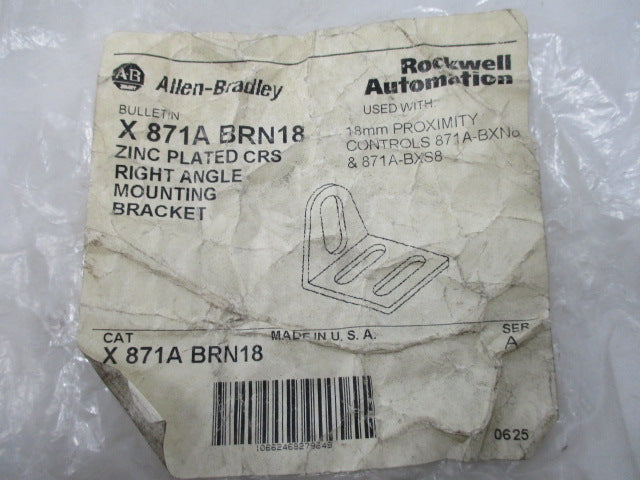 AB
Allen-Bradley
Rockwell
Automation
BULLETIN
X 871A BRN18
ZINC PLATED CRS
RIGHT ANGLE
MOUNTING
BRACKET
USED WITH:
18mm PROXIMITY
CONTROLS 871A-BXN8
& 871A-BXS8
CAT
X 871A BRN18
MADE IN U. S. A.
SER
A
0625